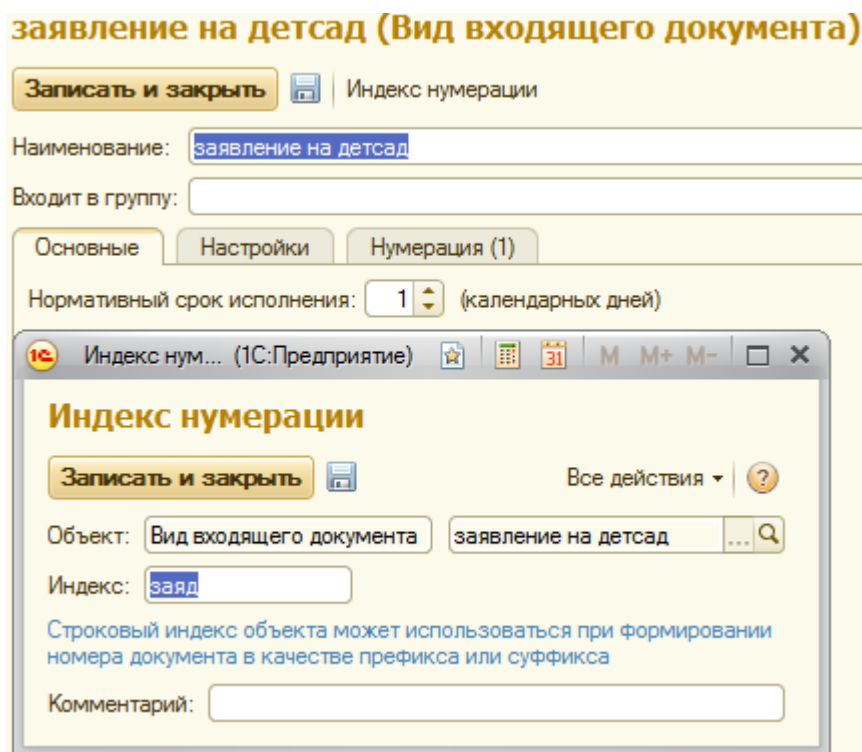 заявление на детсад (Вид входящего документа)
Записать и закрыть Индекс нумерации
Наименование: заявление на детсад
Входит в группу:
Основные Настройки Нумерация (1)
Нормативный срок исполнения: 1 (календарных дней)
1С Индекс нум... (1С:Предприятие) 31 M M+ M-
Индекс нумерации
Записать и закрыть Все действия ?
Объект: Вид входящего документа заявление на детсад ...
Индекс: заяд
Строковый индекс объекта может использоваться при формировании
номера документа в качестве префикса или суффикса
Комментарий: